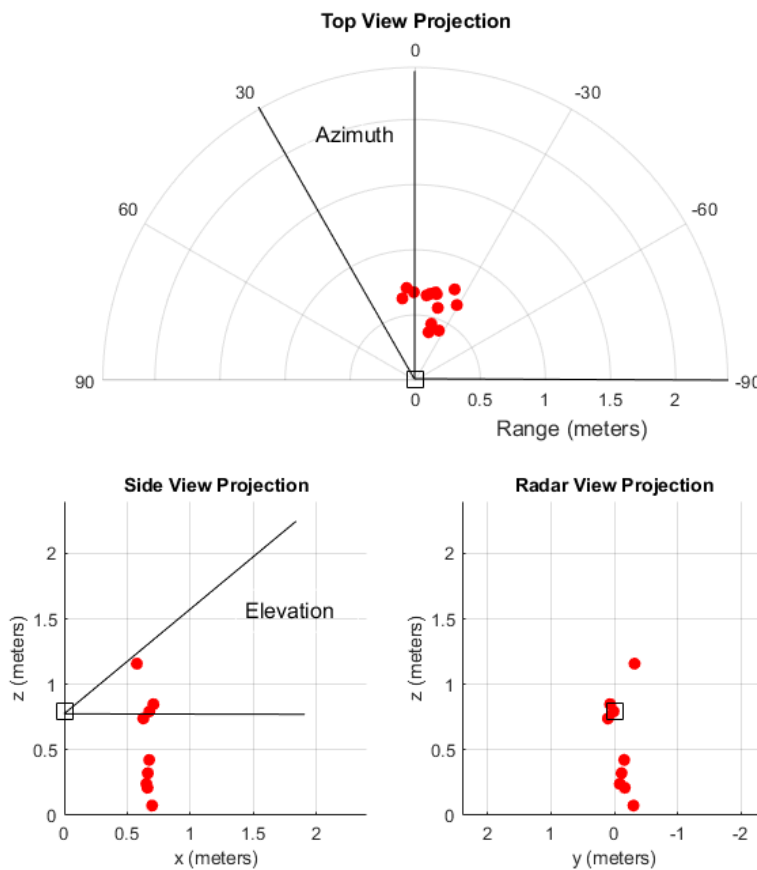 Top View Projection
0
30
-30
Azimuth
60
-60
90
-90
0 0.5 1 1.5 2
Range (meters)
Side View Projection
2
1.5
1
0.5
0
z (meters)
Elevation
0 0.5 1 1.5 2
x (meters)
Radar View Projection
2
1.5
1
0.5
0
z (meters)
2 1 0 -1 -2
y (meters)